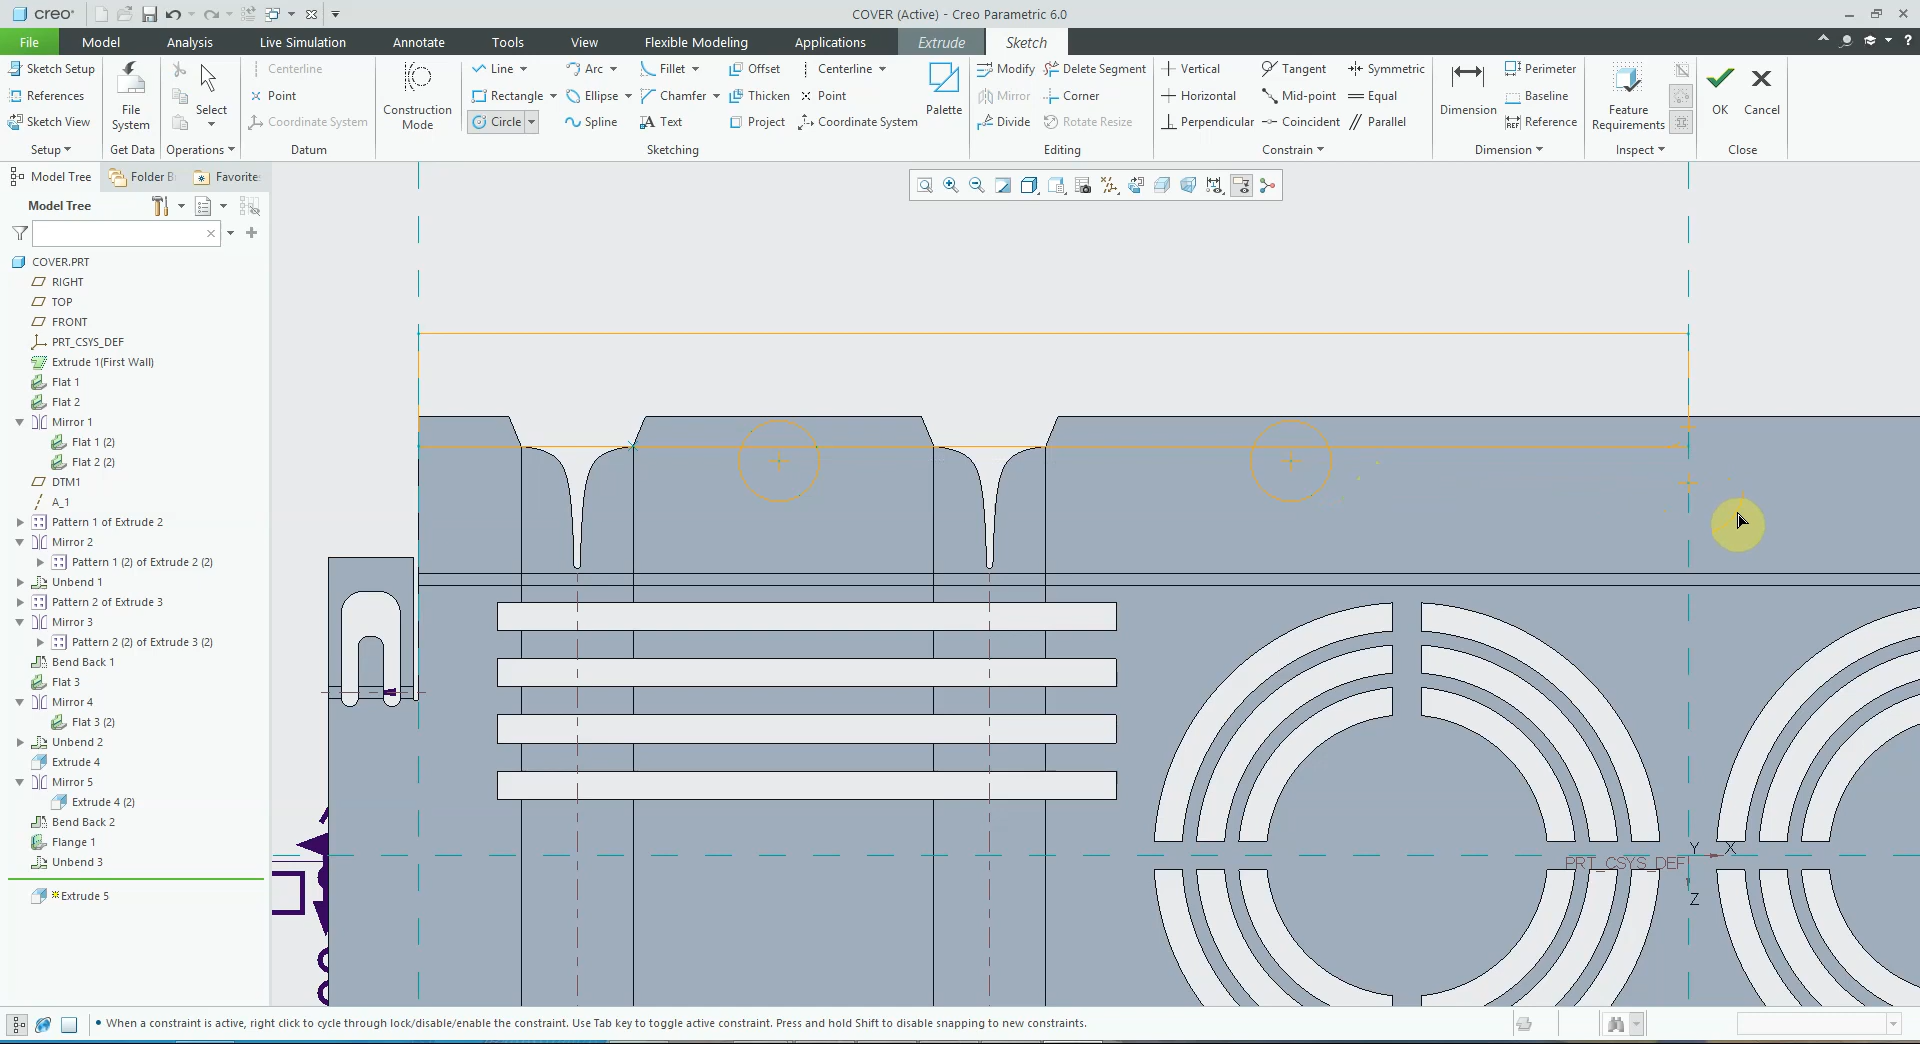 creo COVER (Active) - Creo Parametric 6.0
File Model Analysis Live Simulation Annotate Tools View Flexible Modeling Applications Extrude Sketch
Sketch Setup Centerline Line Arc Fillet Offset Centerline Modify Delete Segment Vertical Tangent Symmetric Perimeter
References Point Rectangle Ellipse Chamfer Thicken Point Mirror Corner Horizontal Mid-point Equal Baseline
Sketch View Coordinate System Circle Spline Text Project Coordinate System Divide Rotate Resize Perpendicular Coincident Parallel REF Reference
File System Select Construction Mode Palette Dimension Feature Requirements OK Cancel
Setup Get Data Operations Datum Sketching Editing Constrain Dimension Inspect Close
Model Tree Folder B Favorite
Model Tree
COVER.PRT
RIGHT
TOP
FRONT
PRT_CSYS_DEF
Extrude 1(First Wall)
Flat 1
Flat 2
Mirror 1
Flat 1 (2)
Flat 2 (2)
DTM1
A_1
Pattern 1 of Extrude 2
Mirror 2
Pattern 1 (2) of Extrude 2 (2)
Unbend 1
Pattern 2 of Extrude 3
Mirror 3
Pattern 2 (2) of Extrude 3 (2)
Bend Back 1
Flat 3
Mirror 4
Flat 3 (2)
Unbend 2
Extrude 4
Mirror 5
Extrude 4 (2)
Bend Back 2
Flange 1
Unbend 3
Extrude 5
PRT_CSYS_DEF
Y
X
Z
• When a constraint is active, right click to cycle through lock/disable/enable the constraint. Use Tab key to toggle active constraint. Press and hold Shift to disable snapping to new constraints.